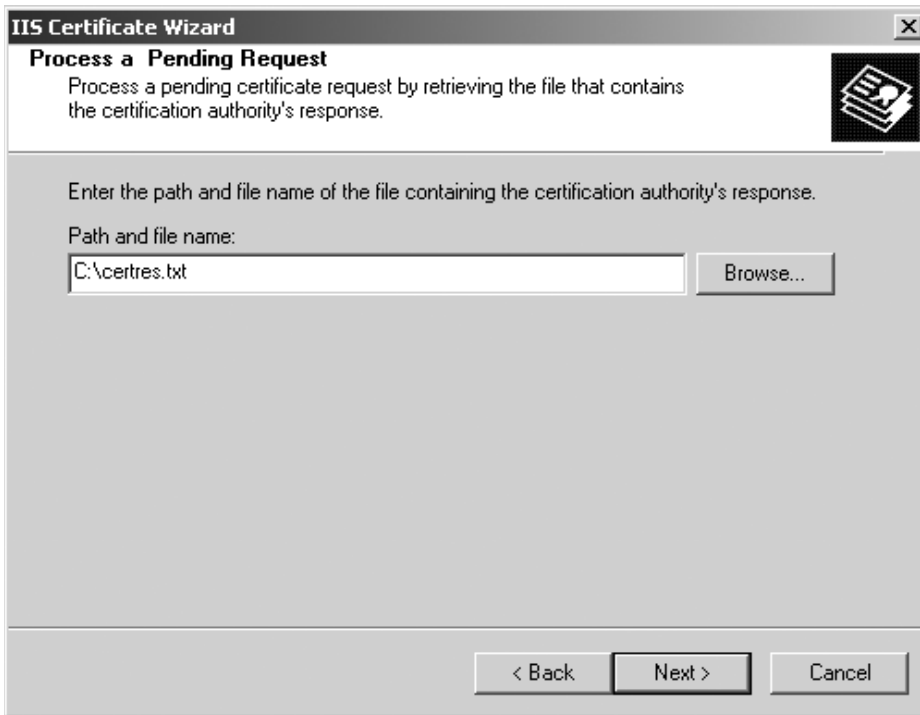 IIS Certificate Wizard
Process a  Pending Request
Process a pending certificate request by retrieving the file that contains
the certification authority's response.
Enter the path and file name of the file containing the certification authority's response.
Path and file name:
C:\certres.txt
Browse...
< Back
Next >
Cancel